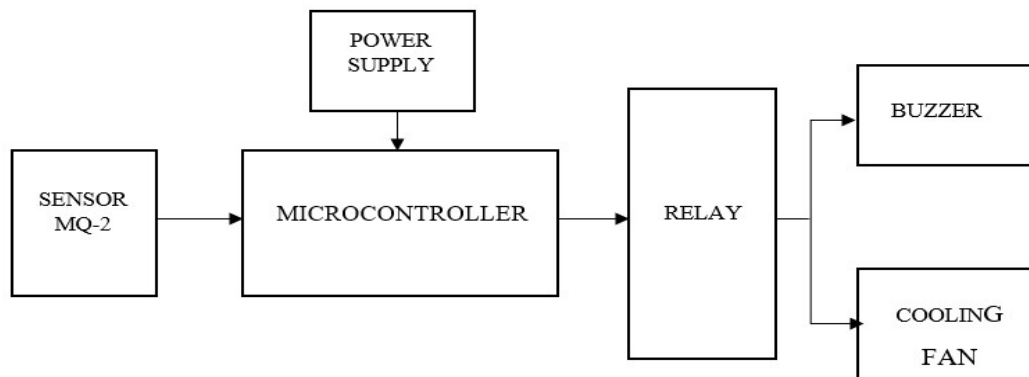 POWER
SUPPLY
SENSOR
MQ-2
MICROCONTROLLER
RELAY
BUZZER
COOLING
FAN